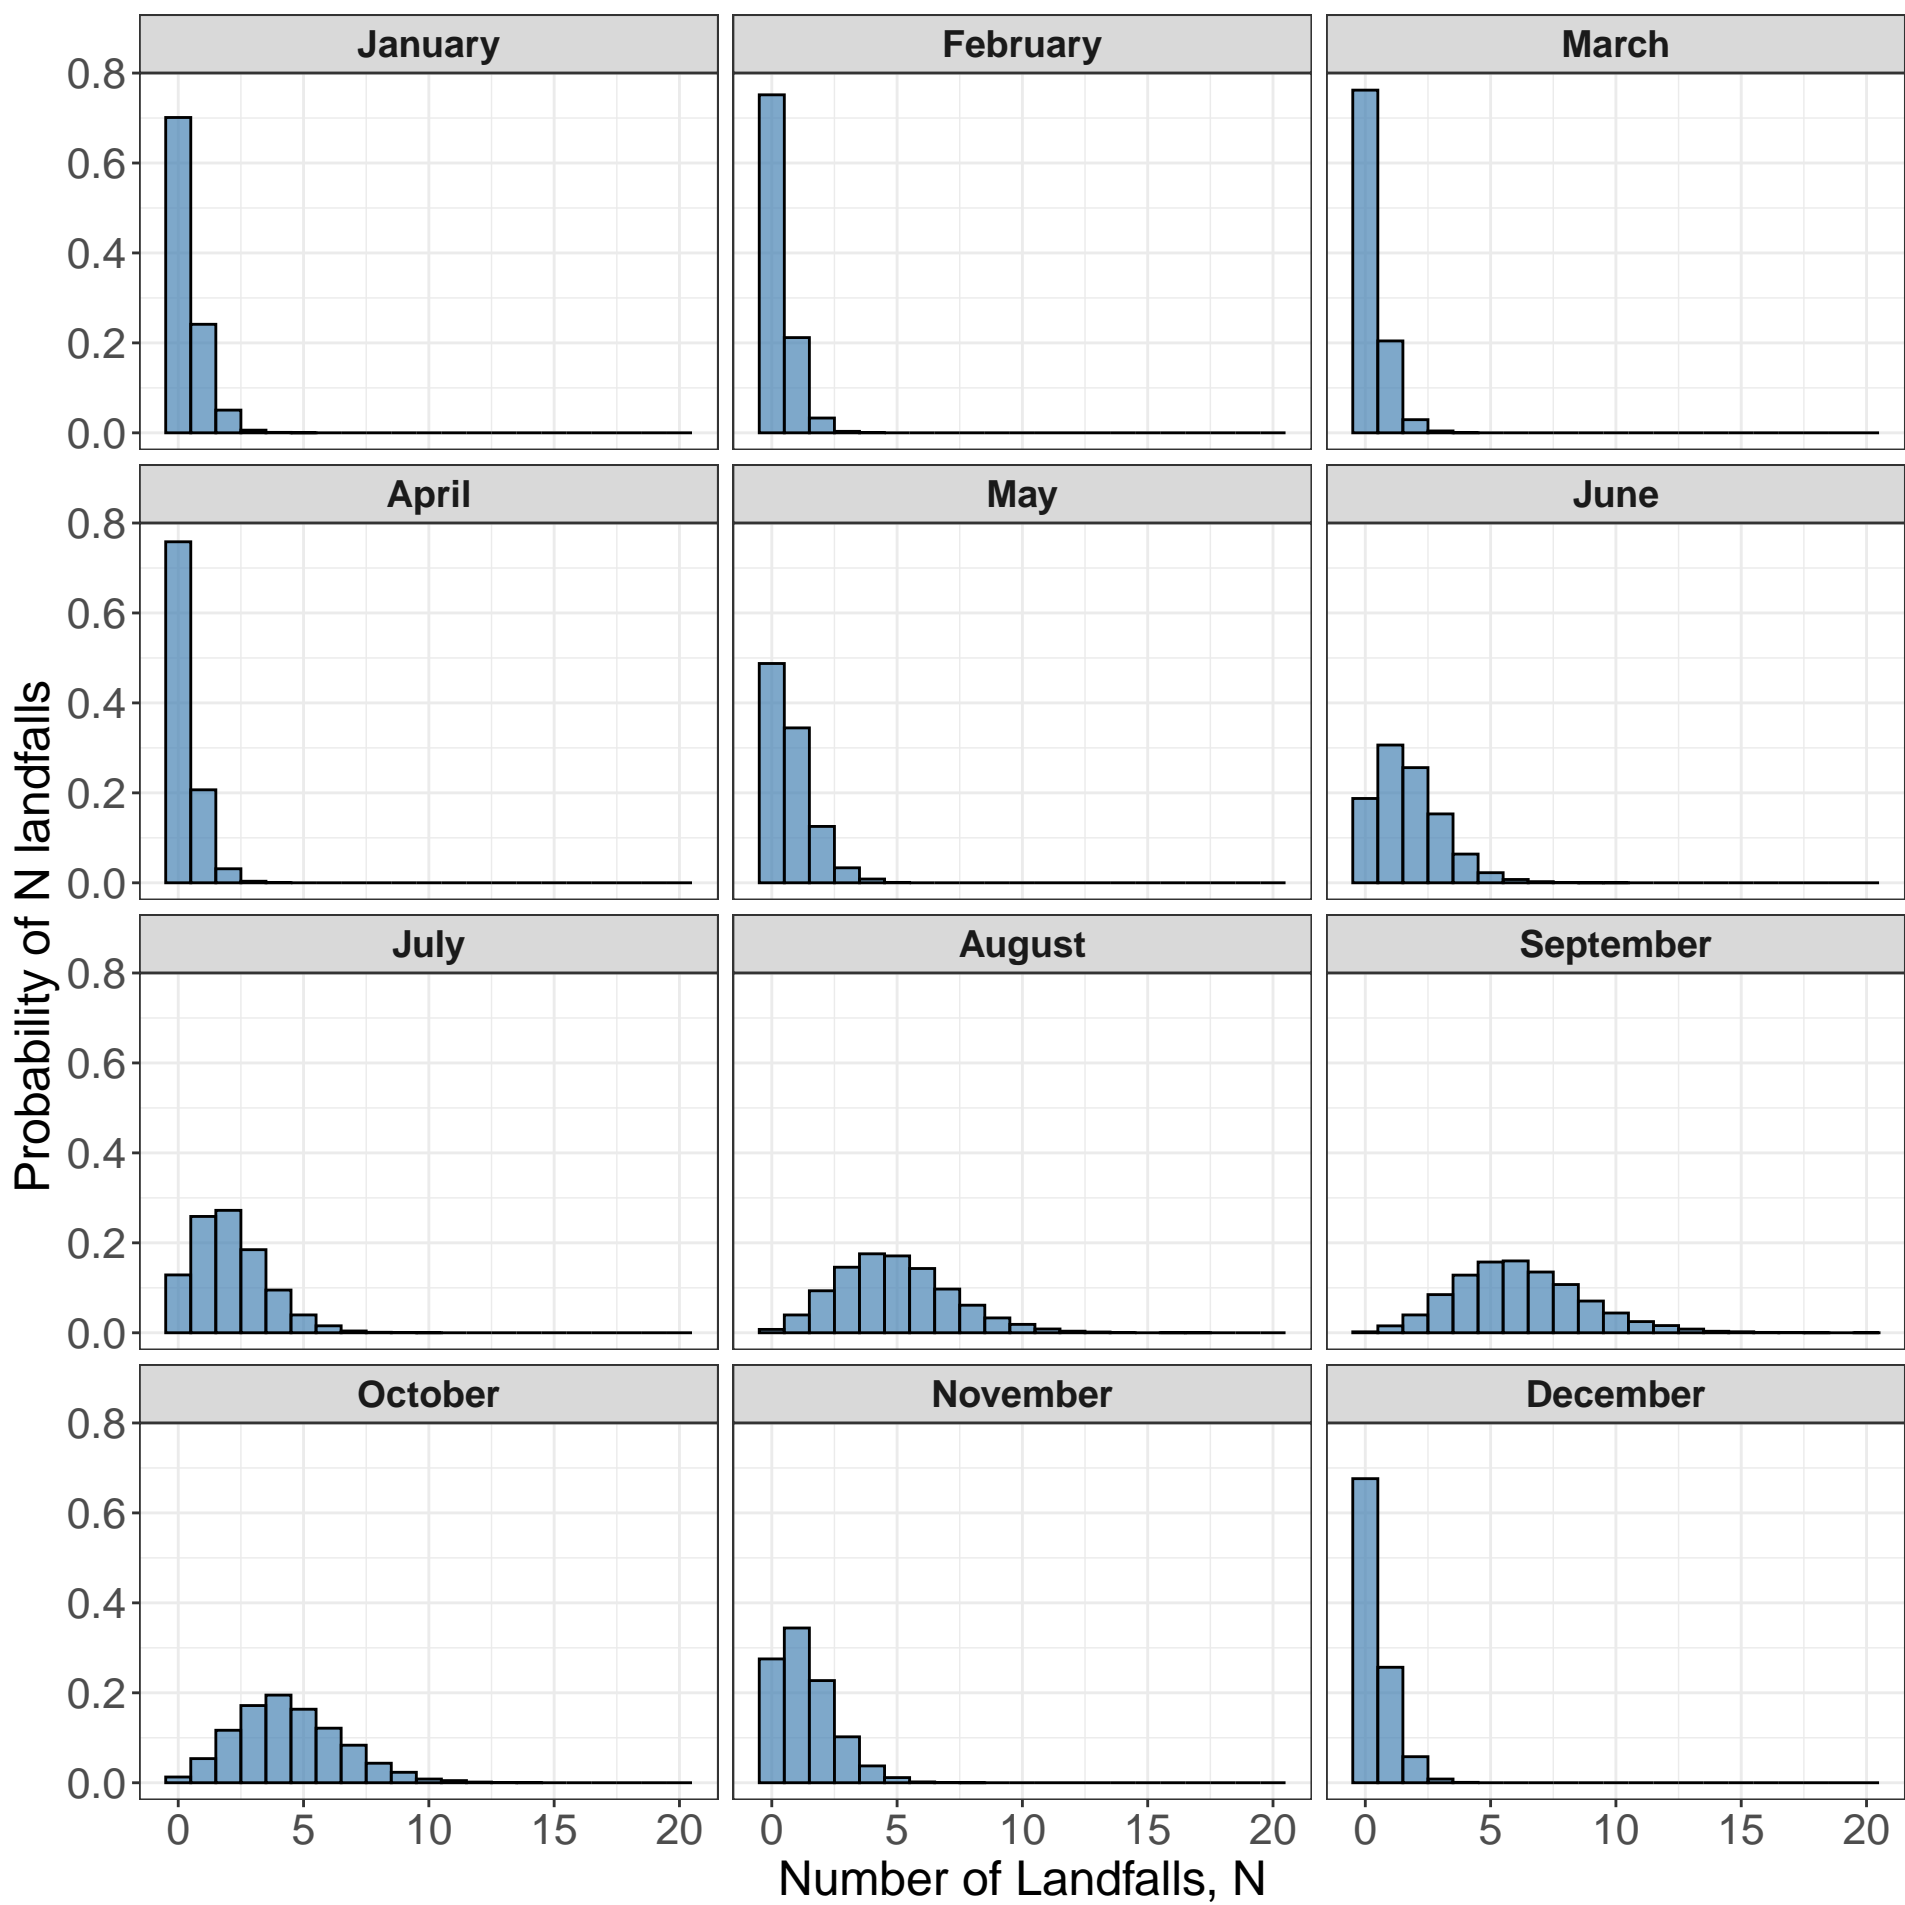 January February March
0.8
0.6
0.4
0.2
0.0
April May June
0.8
0.6
0.4
0.2
0.0
July August September
0.8
0.6
0.4
0.2
0.0
October November December
0.8
0.6
0.4
0.2
0.0
0 5 10 15 20 0 5 10 15 20 0 5 10 15 20
Number of Landfalls, N
Probability of N landfalls